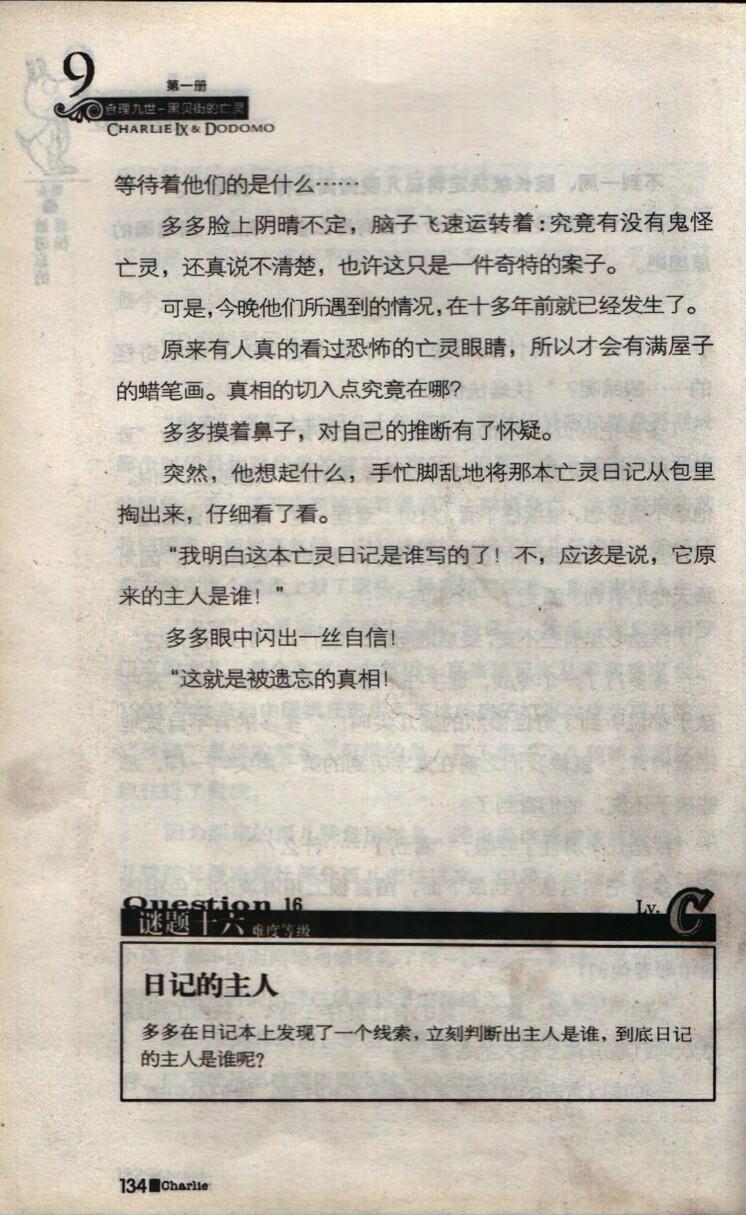 9
第一册
查理九世-黑贝街的亡灵
CHARLIE IX & DODOMO
等待着他们的是什么……
多多脸上阴晴不定，脑子飞速运转着：究竟有没有鬼怪
亡灵，还真说不清楚，也许这只是一件奇特的案子。
可是，今晚他们所遇到的情况，在十多年前就已经发生了。
原来有人真的看过恐怖的亡灵眼睛，所以才会有满屋子
的蜡笔画。真相的切入点究竟在哪？
多多摸着鼻子，对自己的推断有了怀疑。
突然，他想起什么，手忙脚乱地将那本亡灵日记从包里
掏出来，仔细看了看。
“我明白这本亡灵日记是谁写的了！不，应该是说，它原
来的主人是谁！”
多多眼中闪出一丝自信！
“这就是被遗忘的真相！
Question 16
Lv. C
谜题十六 难度等级
日记的主人
多多在日记本上发现了一个线索，立刻判断出主人是谁，到底日记
的主人是谁呢？
134 Charlie